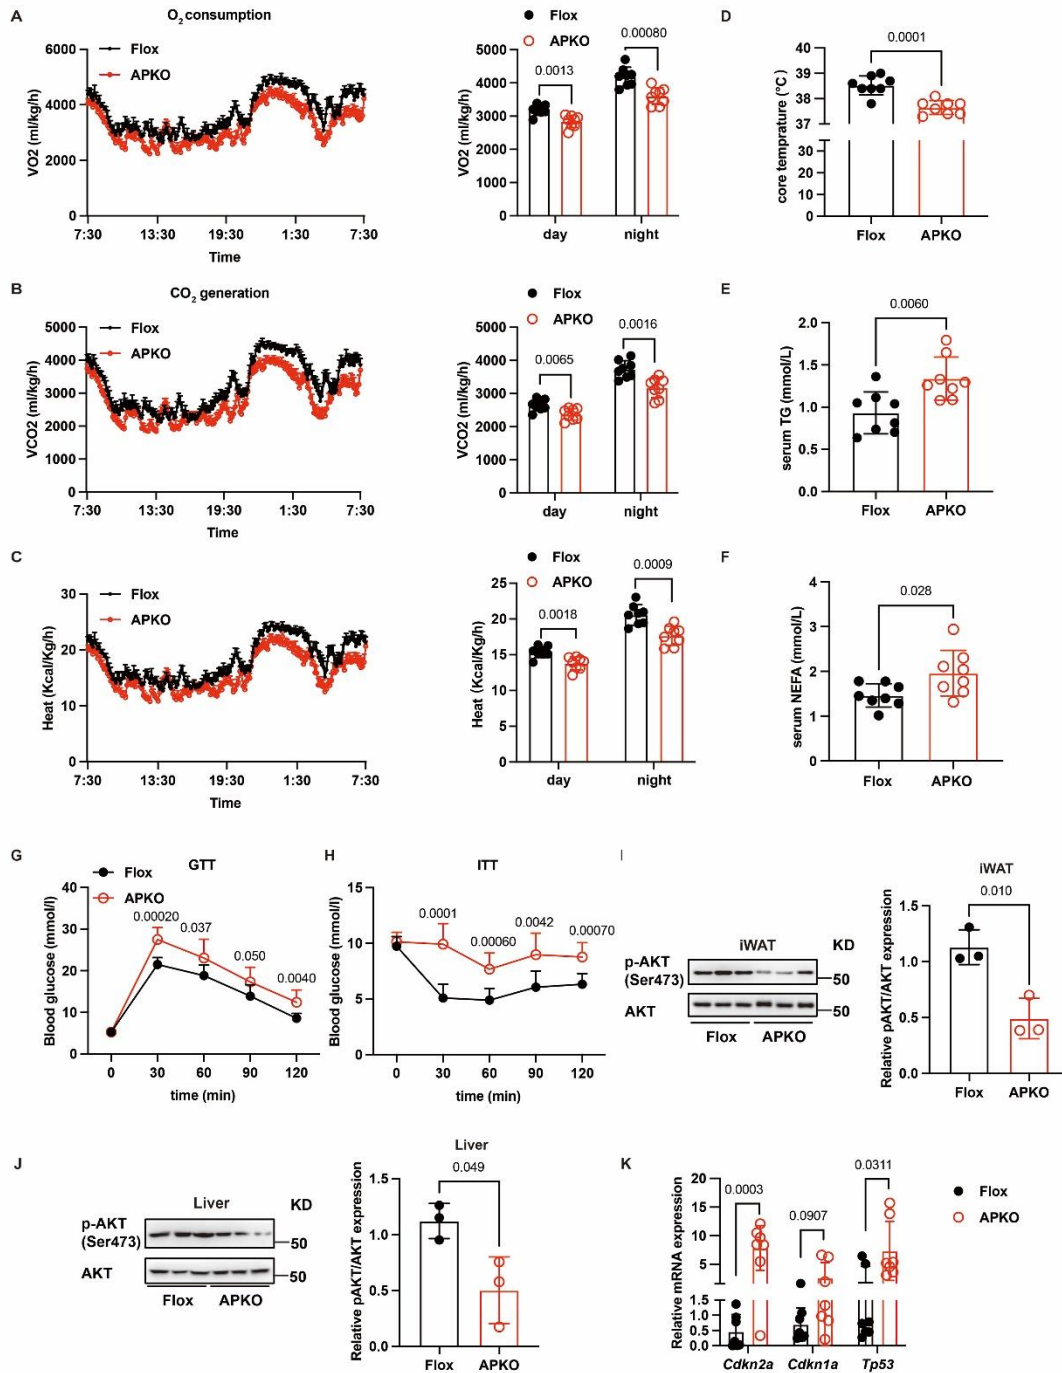 A
O2 consumption
Flox
APKO
VO2 (ml/kg/h)
6000
4000
2000
0
7:30 13:30 19:30 1:30 7:30
Time
Flox
APKO
0.00080
0.0013
VO2 (ml/kg/h)
5000
4000
3000
2000
1000
0
day night
D
0.0001
core temprature (°C)
40
39
38
37
30
20
10
0
Flox APKO
B
CO2 generation
Flox
APKO
VCO2 (ml/kg/h)
5000
4000
3000
2000
1000
0
7:30 13:30 19:30 1:30 7:30
Time
Flox
APKO
0.0016
0.0065
VCO2 (ml/kg/h)
5000
4000
3000
2000
1000
0
day night
E
0.0060
serum TG (mmol/L)
2.0
1.5
1.0
0.5
0.0
Flox APKO
C
Flox
APKO
Heat (Kcal/Kg/h)
30
20
10
0
7:30 13:30 19:30 1:30 7:30
Time
Flox
APKO
0.0009
0.0018
Heat (Kcal/Kg/h)
25
20
15
10
5
0
day night
F
0.028
serum NEFA (mmol/L)
4
3
2
1
0
Flox APKO
G
GTT
Flox
APKO
0.00020
0.037
0.050
0.0040
Blood glucose (mmol/l)
40
30
20
10
0
0 30 60 90 120
time (min)
H
ITT
0.0001
0.00060
0.0042
0.00070
Blood glucose (mmol/l)
15
10
5
0
0 30 60 90 120
time (min)
I
iWAT KD
p-AKT
(Ser473)
50
AKT
50
Flox APKO
iWAT
0.010
Relative pAKT/AKT expression
1.5
1.0
0.5
0.0
Flox APKO
J
Liver KD
p-AKT
(Ser473)
50
AKT
50
Flox APKO
Liver
0.049
Relative pAKT/AKT expression
1.5
1.0
0.5
0.0
Flox APKO
K
0.0003
0.0907
0.0311
Flox
APKO
Relative mRNA expression
20
15
10
5
1.5
1.0
0.5
0.0
Cdkn2a Cdkn1a Tp53